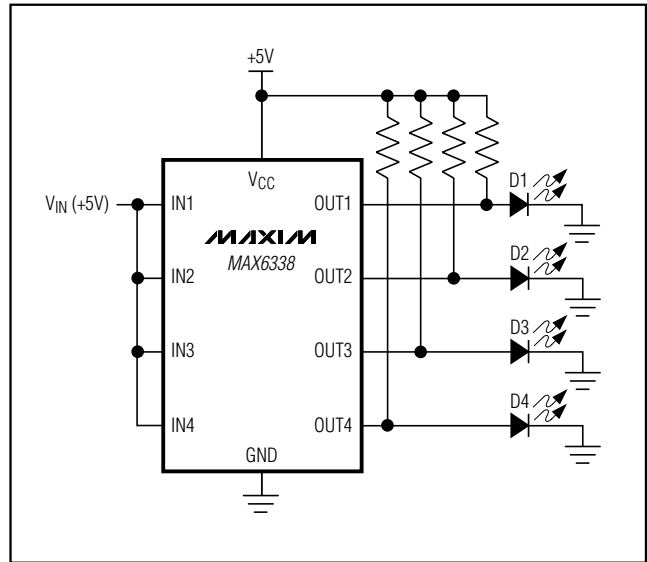 +5V
VCC
VIN (+5V)
IN1
OUT1
D1
MAXIM
MAX6338
IN2
OUT2
D2
IN3
OUT3
D3
IN4
OUT4
D4
GND